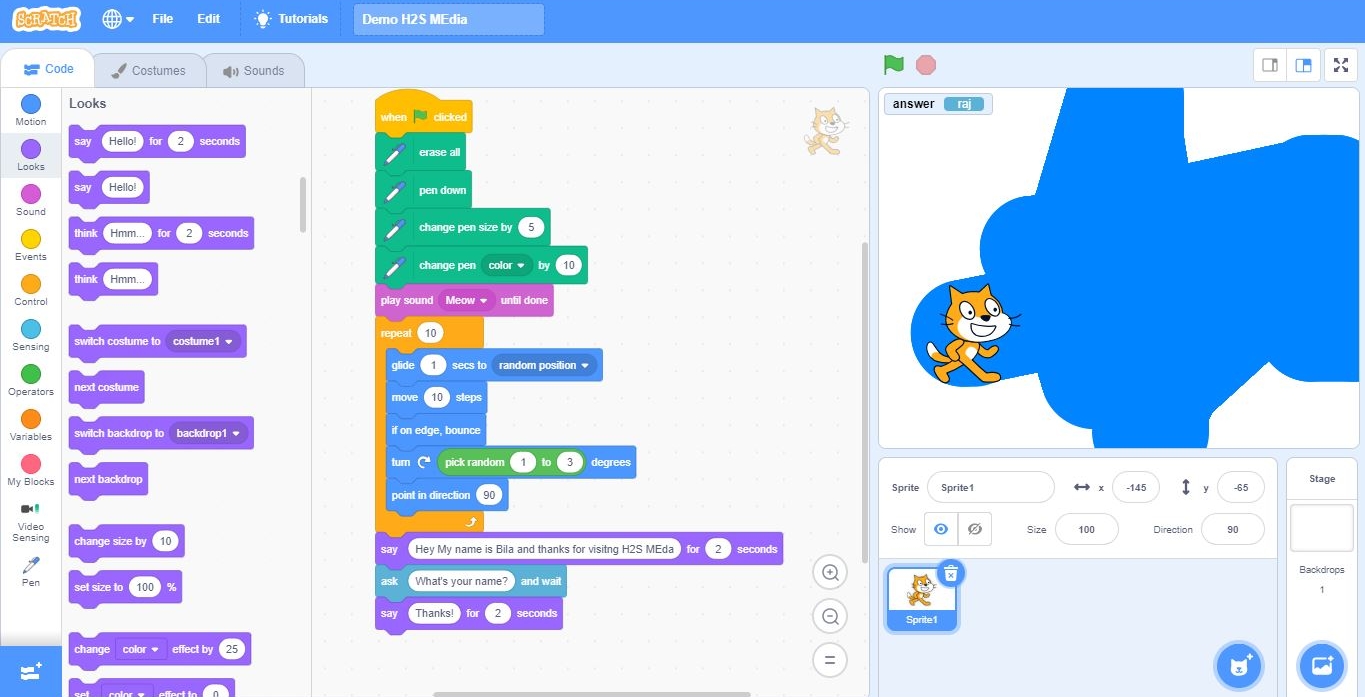 SCRATCH File Edit Tutorials Demo H2S MEdia
Code Costumes Sounds
Motion
Looks
Sound
Events
Control
Sensing
Operators
Variables
My Blocks
Video
Sensing
Pen
Looks
say Hello! for 2 seconds
say Hello!
think Hmm... for 2 seconds
think Hmm...
switch costume to costume1
next costume
switch backdrop to backdrop1
next backdrop
change size by 10
set size to 100 %
change color effect by 25
set color effect to 0
when clicked
erase all
pen down
change pen size by 5
change pen color by 10
play sound Meow until done
repeat 10
glide 1 secs to random position
move 10 steps
if on edge, bounce
turn pick random 1 to 3 degrees
point in direction 90
say Hey My name is Bila and thanks for visitng H2S MEda for 2 seconds
ask What's your name? and wait
say Thanks! for 2 seconds
answer raj
Sprite Sprite1 x -145 y -65
Show Size 100 Direction 90
Sprite1
Stage
Backdrops
1